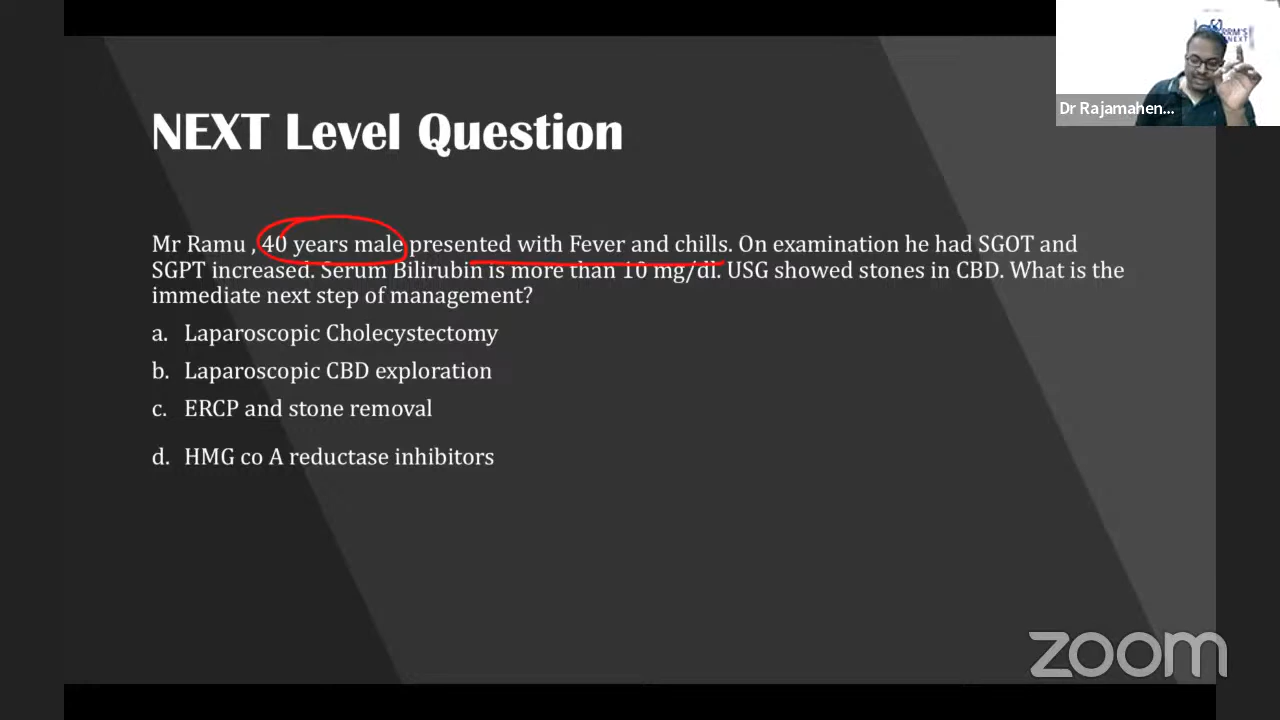 NEXT Level Question
Mr Ramu , 40 years male presented with Fever and chills. On examination he had SGOT and
SGPT increased. Serum Bilirubin is more than 10 mg/dl. USG showed stones in CBD. What is the
immediate next step of management?
a. Laparoscopic Cholecystectomy
b. Laparoscopic CBD exploration
c. ERCP and stone removal
d. HMG co A reductase inhibitors
Dr Rajamahen...
zoom